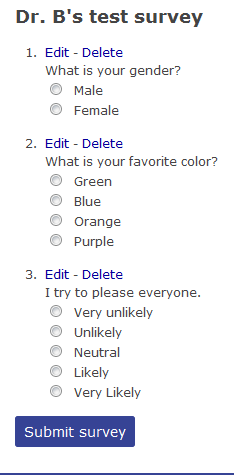 Dr. B's test survey
1. Edit - Delete
What is your gender?
Male
Female
2. Edit - Delete
What is your favorite color?
Green
Blue
Orange
Purple
3. Edit - Delete
I try to please everyone.
Very unlikely
Unlikely
Neutral
Likely
Very Likely
Submit survey